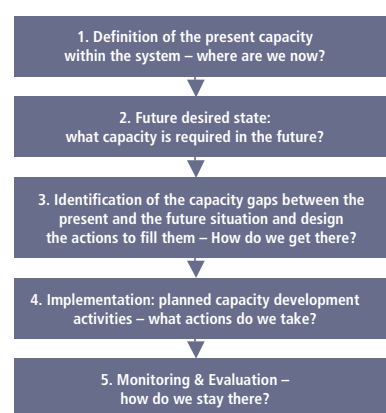 1. Definition of the present capacity
within the system – where are we now?
2. Future desired state:
what capacity is required in the future?
3. Identification of the capacity gaps between the
present and the future situation and design
the actions to fill them – How do we get there?
4. Implementation: planned capacity development
activities – what actions do we take?
5. Monitoring & Evaluation –
how do we stay there?